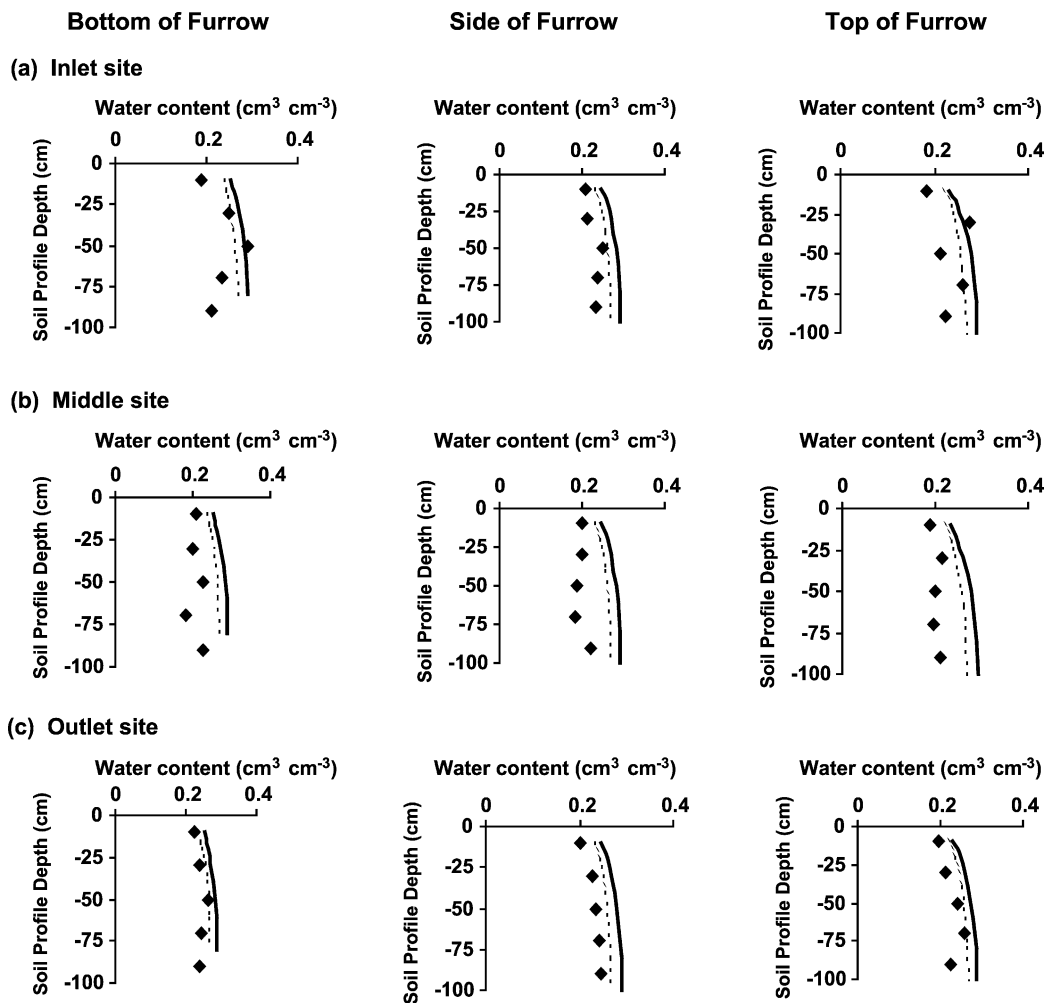 Bottom of Furrow Side of Furrow Top of Furrow
(a) Inlet site
Water content (cm³ cm⁻³) Water content (cm³ cm⁻³) Water content (cm³ cm⁻³)
0 0.2 0.4 0 0.2 0.4 0 0.2 0.4
Soil Profile Depth (cm)
0
-25
-50
-75
-100
Soil Profile Depth (cm)
0
-25
-50
-75
-100
Soil Profile Depth (cm)
0
-25
-50
-75
-100
(b) Middle site
Water content (cm³ cm⁻³) Water content (cm³ cm⁻³) Water content (cm³ cm⁻³)
0 0.2 0.4 0 0.2 0.4 0 0.2 0.4
Soil Profile Depth (cm)
0
-25
-50
-75
-100
Soil Profile Depth (cm)
0
-25
-50
-75
-100
Soil Profile Depth (cm)
0
-25
-50
-75
-100
(c) Outlet site
Water content (cm³ cm⁻³) Water content (cm³ cm⁻³) Water content (cm³ cm⁻³)
0 0.2 0.4 0 0.2 0.4 0 0.2 0.4
Soil Profile Depth (cm)
0
-25
-50
-75
-100
Soil Profile Depth (cm)
0
-25
-50
-75
-100
Soil Profile Depth (cm)
0
-25
-50
-75
-100